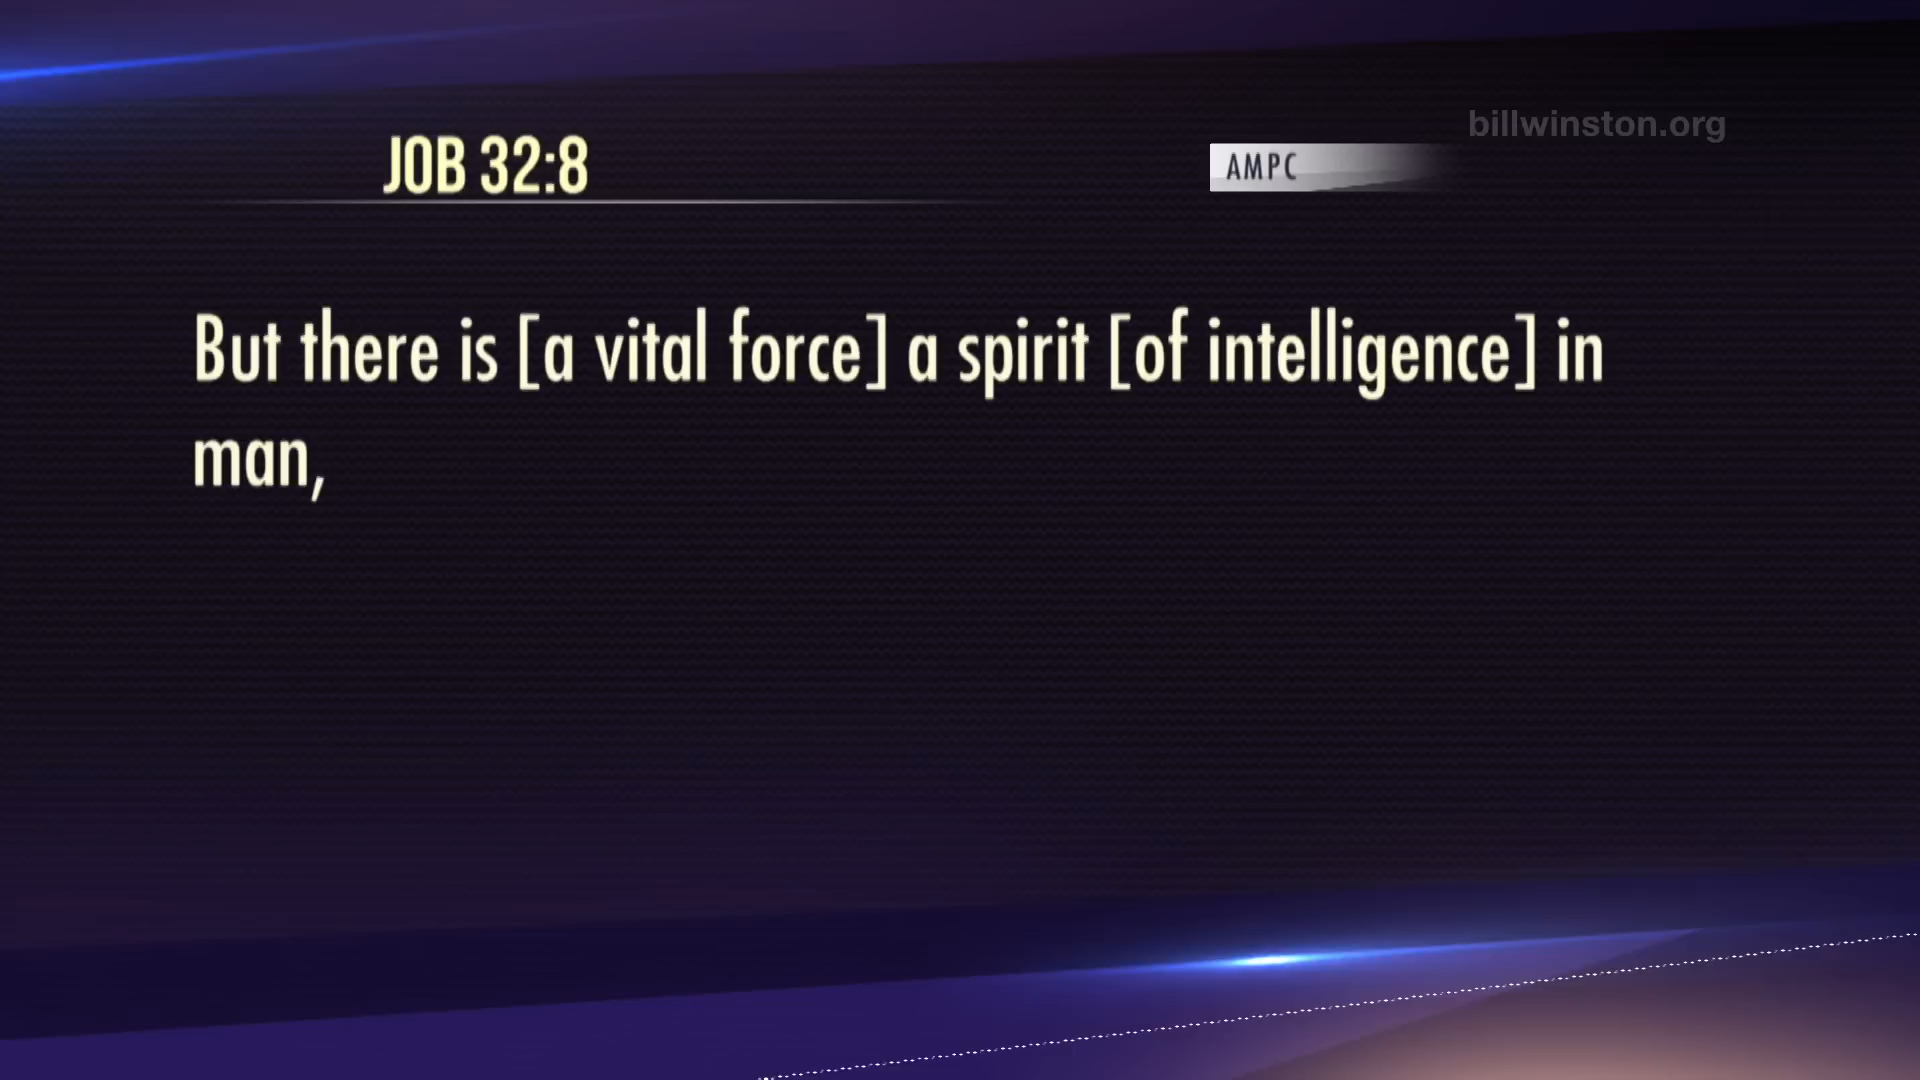 billwinston.org
JOB 32:8
AMPC
But there is [a vital force] a spirit [of intelligence] in
man,